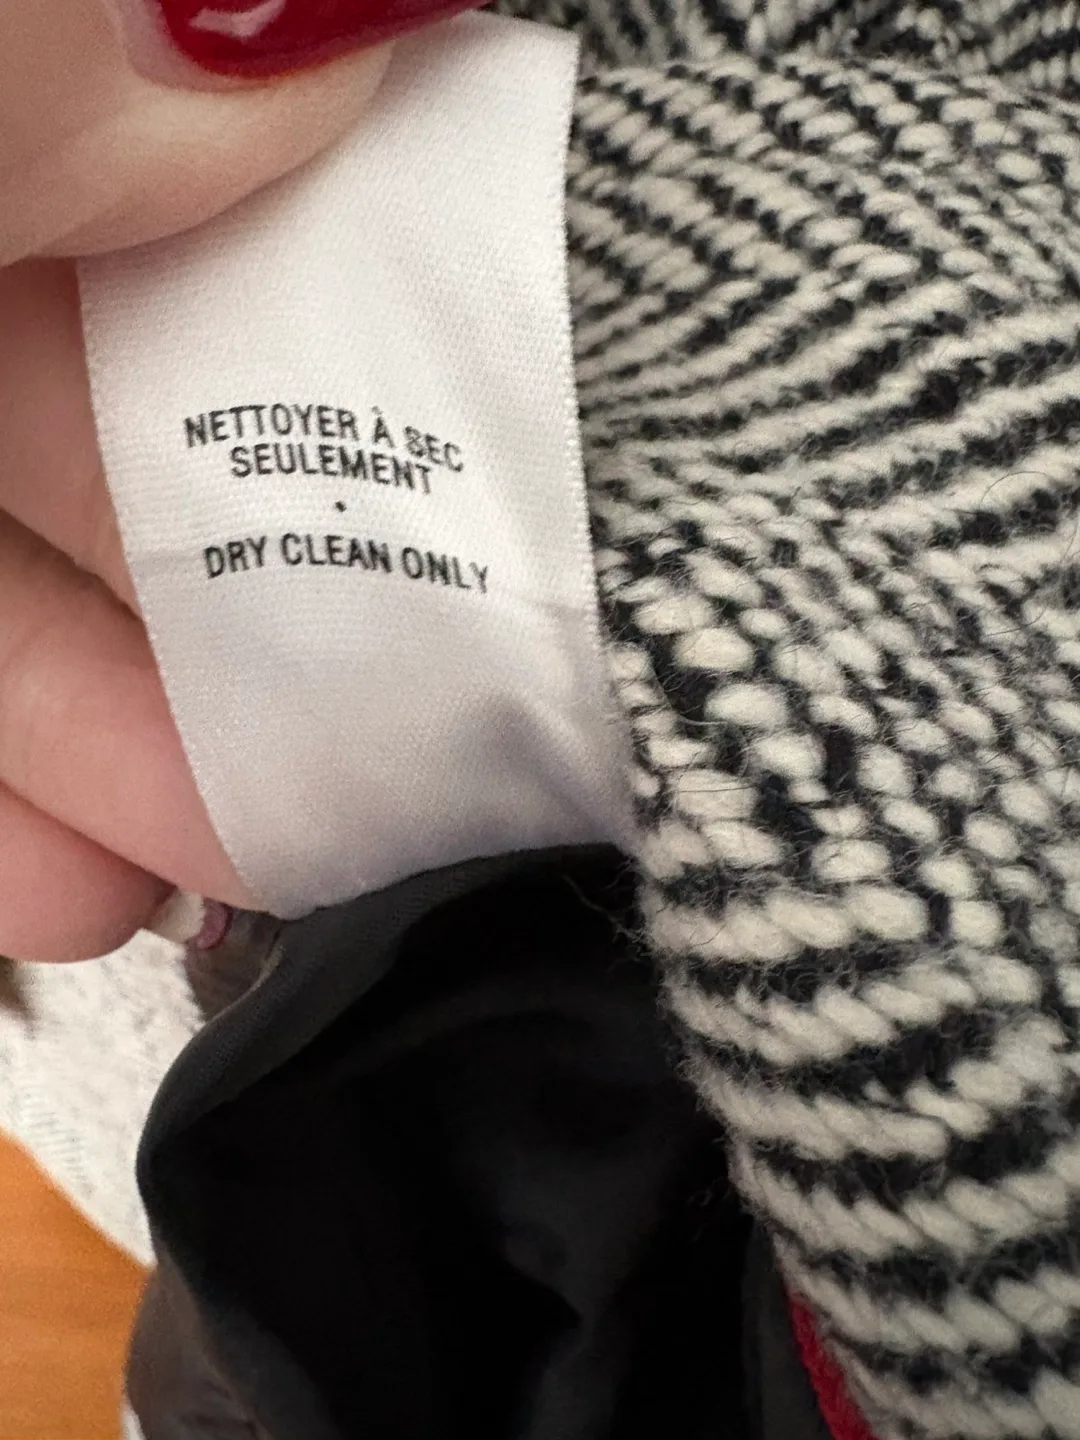 NETTOYER À SEC
SEULEMENT
•
DRY CLEAN ONLY